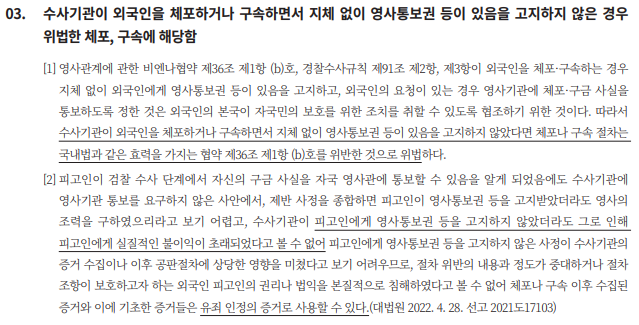 03. 수사기관이 외국인을 체포하거나 구속하면서 지체 없이 영사통보권 등이 있음을 고지하지 않은 경우
위법한 체포, 구속에 해당함
[1] 영사관계에 관한 비엔나협약 제36조 제1항 (b)호, 경찰수사규칙 제91조 제2항, 제3항이 외국인을 체포·구속하는 경우
지체 없이 외국인에게 영사통보권 등이 있음을 고지하고, 외국인의 요청이 있는 경우 영사기관에 체포·구금 사실을
통보하도록 정한 것은 외국인의 본국이 자국민의 보호를 위한 조치를 취할 수 있도록 협조하기 위한 것이다. 따라서
수사기관이 외국인을 체포하거나 구속하면서 지체 없이 영사통보권 등이 있음을 고지하지 않았다면 체포나 구속 절차는
국내법과 같은 효력을 가지는 협약 제36조 제1항 (b)호를 위반한 것으로 위법하다.
[2] 피고인이 검찰 수사 단계에서 자신의 구금 사실을 자국 영사관에 통보할 수 있음을 알게 되었음에도 수사기관에
영사기관 통보를 요구하지 않은 사안에서, 제반 사정을 종합하면 피고인이 영사통보권 등을 고지받았더라도 영사의
조력을 구하였으리라고 보기 어렵고, 수사기관이 피고인에게 영사통보권 등을 고지하지 않았더라도 그로 인해
피고인에게 실질적인 불이익이 초래되었다고 볼 수 없어 피고인에게 영사통보권 등을 고지하지 않은 사정이 수사기관의
증거 수집이나 이후 공판절차에 상당한 영향을 미쳤다고 보기 어려우므로, 절차 위반의 내용과 정도가 중대하거나 절차
조항이 보호하고자 하는 외국인 피고인의 권리나 법익을 본질적으로 침해하였다고 볼 수 없어 체포나 구속 이후 수집된
증거와 이에 기초한 증거들은 유죄 인정의 증거로 사용할 수 있다.(대법원 2022. 4. 28. 선고 2021도17103)